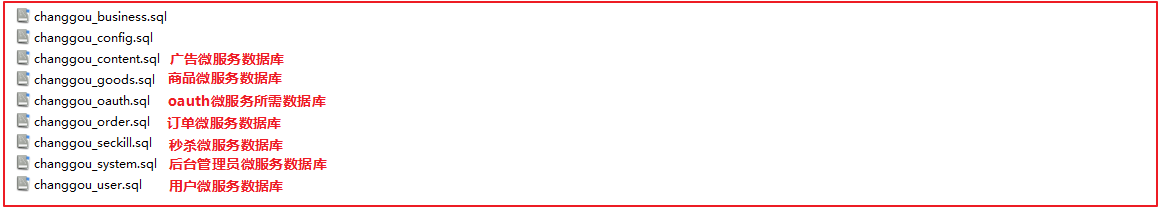 changgou_business.sql
changgou_config.sql
changgou_content.sql 广告微服务数据库
changgou_goods.sql 商品微服务数据库
changgou_oauth.sql oauth微服务所需数据库
changgou_order.sql 订单微服务数据库
changgou_seckill.sql 秒杀微服务数据库
changgou_system.sql 后台管理员微服务数据库
changgou_user.sql 用户微服务数据库